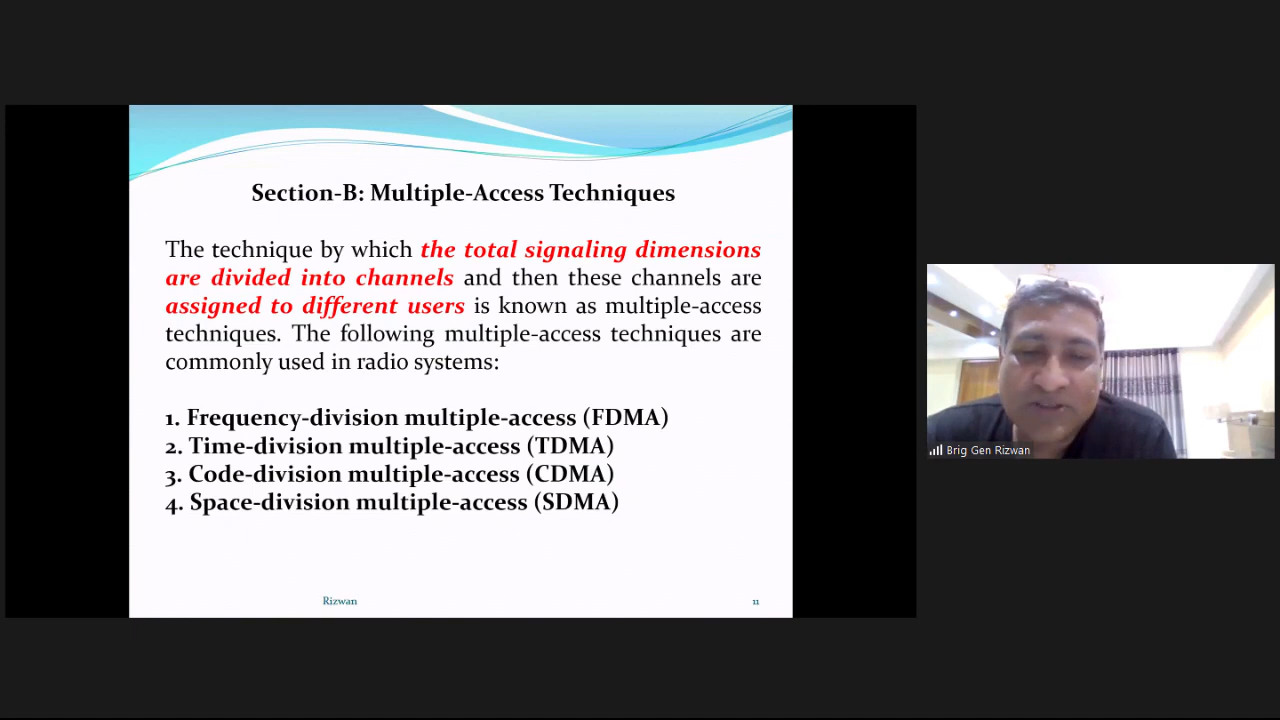 Section-B: Multiple-Access Techniques
The technique by which the total signaling dimensions
are divided into channels and then these channels are
assigned to different users is known as multiple-access
techniques. The following multiple-access techniques are
commonly used in radio systems:
1. Frequency-division multiple-access (FDMA)
2. Time-division multiple-access (TDMA)
3. Code-division multiple-access (CDMA)
4. Space-division multiple-access (SDMA)
Rizwan
11
Brig Gen Rizwan